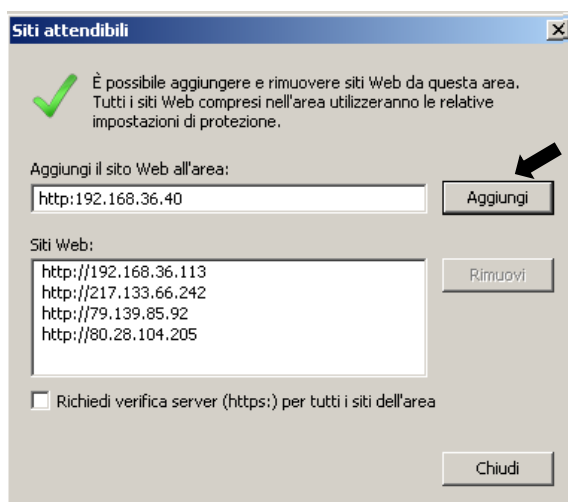 Siti attendibili
È possibile aggiungere e rimuovere siti Web da questa area.
Tutti i siti Web compresi nell'area utilizzeranno le relative
impostazioni di protezione.
Aggiungi il sito Web all'area:
http:192.168.36.40
Aggiungi
Siti Web:
http://192.168.36.113
http://217.133.66.242
http://79.139.85.92
http://80.28.104.205
Rimuovi
Richiedi verifica server (https:) per tutti i siti dell'area
Chiudi